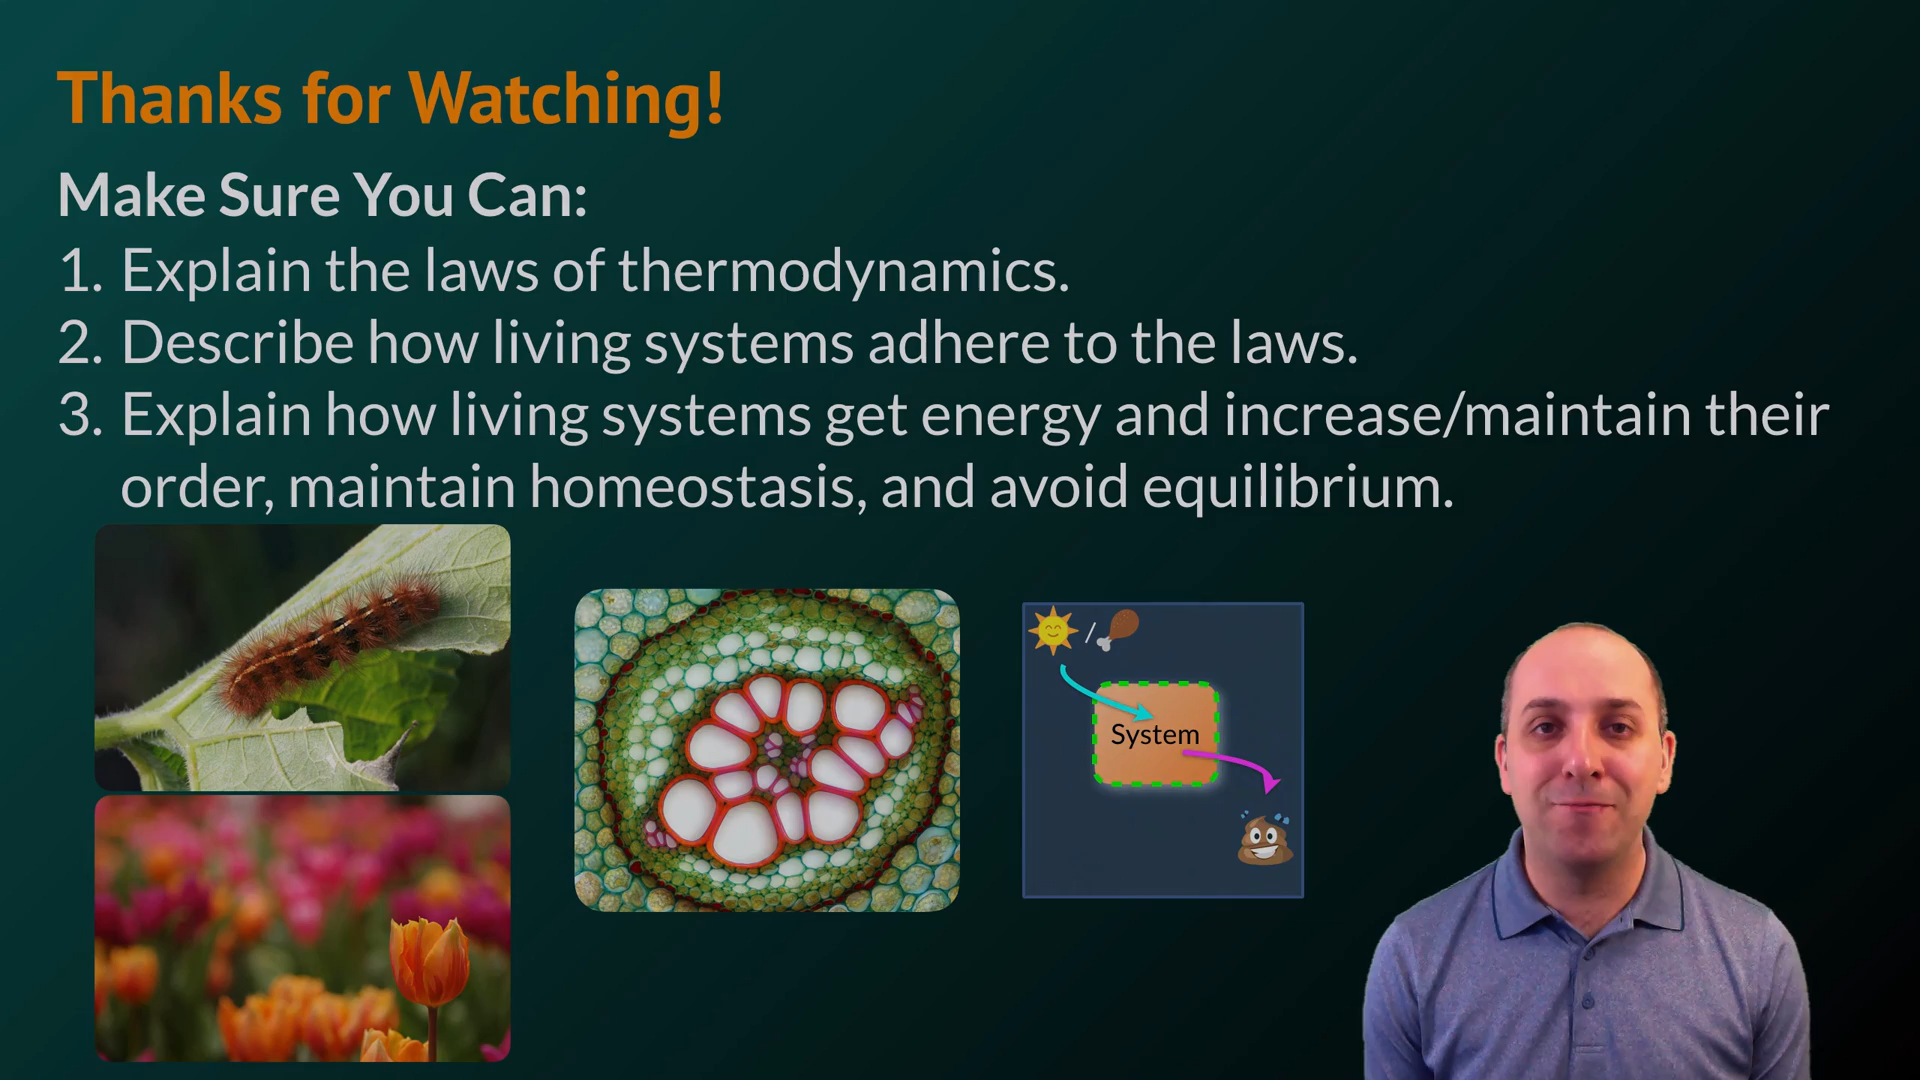 Thanks for Watching!
Make Sure You Can:
1. Explain the laws of thermodynamics.
2. Describe how living systems adhere to the laws.
3. Explain how living systems get energy and increase/maintain their
order, maintain homeostasis, and avoid equilibrium.
/
System